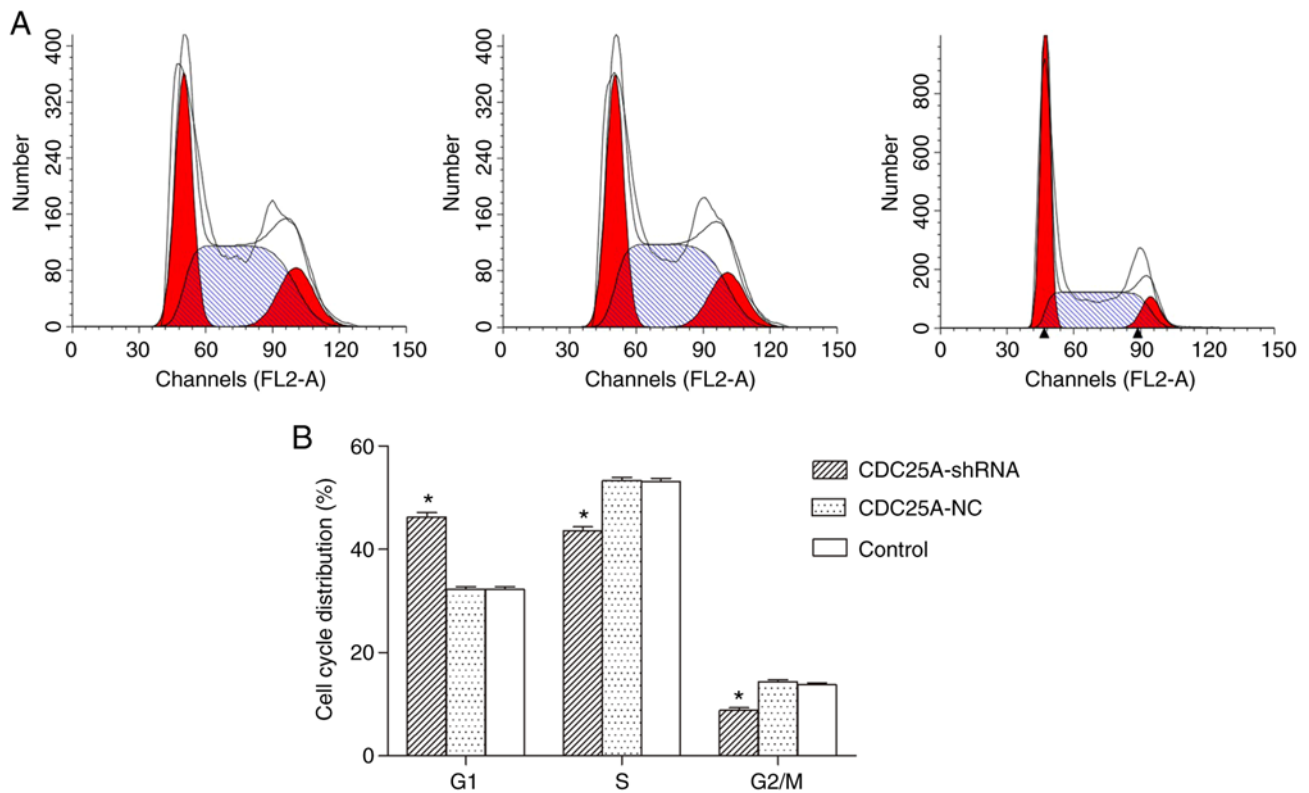 A
Number
400
320
240
160
80
0
0 30 60 90 120 150
Channels (FL2-A)
Number
400
320
240
160
80
0
0 30 60 90 120 150
Channels (FL2-A)
Number
800
600
400
200
0
0 30 60 90 120 150
Channels (FL2-A)
B
Cell cycle distribution (%)
60
40
20
0
*
*
*
G1 S G2/M
CDC25A-shRNA
CDC25A-NC
Control